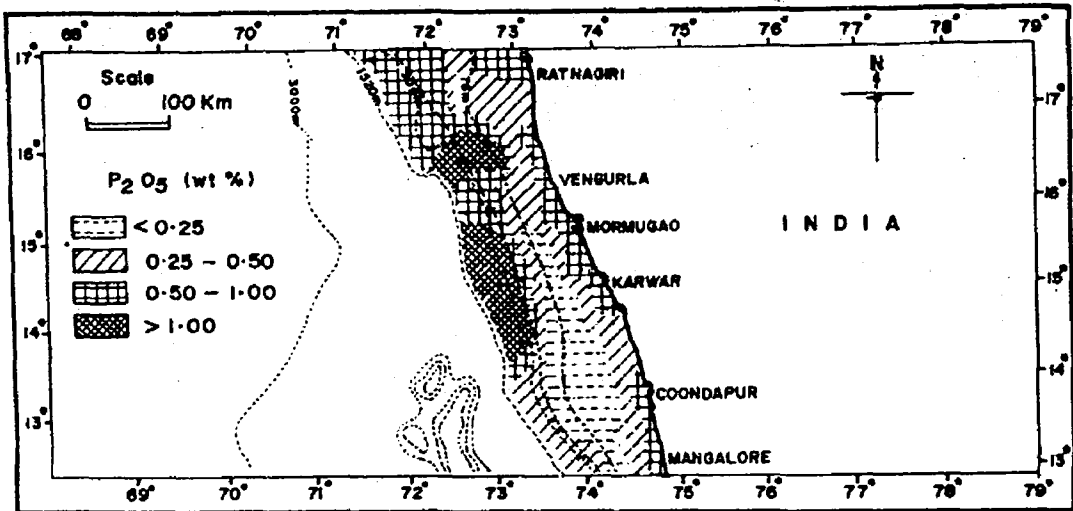 68° 69° 70° 71° 72° 73° 74° 75° 76° 77° 78° 79°
17°
16°
15°
14°
13°
Scale
0 100 Km
P2O5 (wt %)
<0·25
0·25 - 0·50
0·50 - 1·00
>1·00
3000m
1520m
RATNAGIRI
VENGURLA
MORMUGAO
KARWAR
COONDAPUR
MANGALORE
INDIA
N
17°
16°
15°
14°
13°
69° 70° 71° 72° 73° 74° 75° 76° 77° 78° 79°